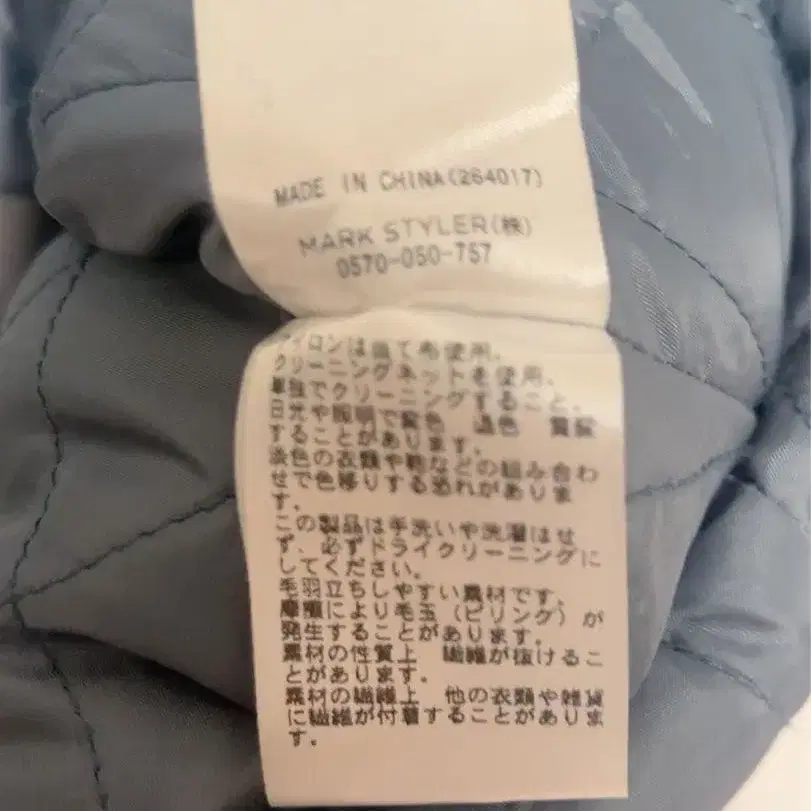 MADE IN CHINA(264017)
MARK STYLER(株)
0570-050-757
アイロンは当て布使用。
クリーニングネットを使用。
単独でクリーニングすること。
日光や照明で変色 退色 質変
することがあります。
淡色の衣類や鞄などの組み合わ
せで色移りする恐れがありま
す。
この製品は手洗いや洗濯はせ
ず、必ずドライクリーニングに
してください。
毛羽立ちしやすい素材です。
摩擦により毛玉(ピリング)が
発生することがあります。
素材の性質上 繊維が抜けるこ
とがあります。
素材の繊維上 他の衣類や雑貨
に繊維が付着することがありま
す。